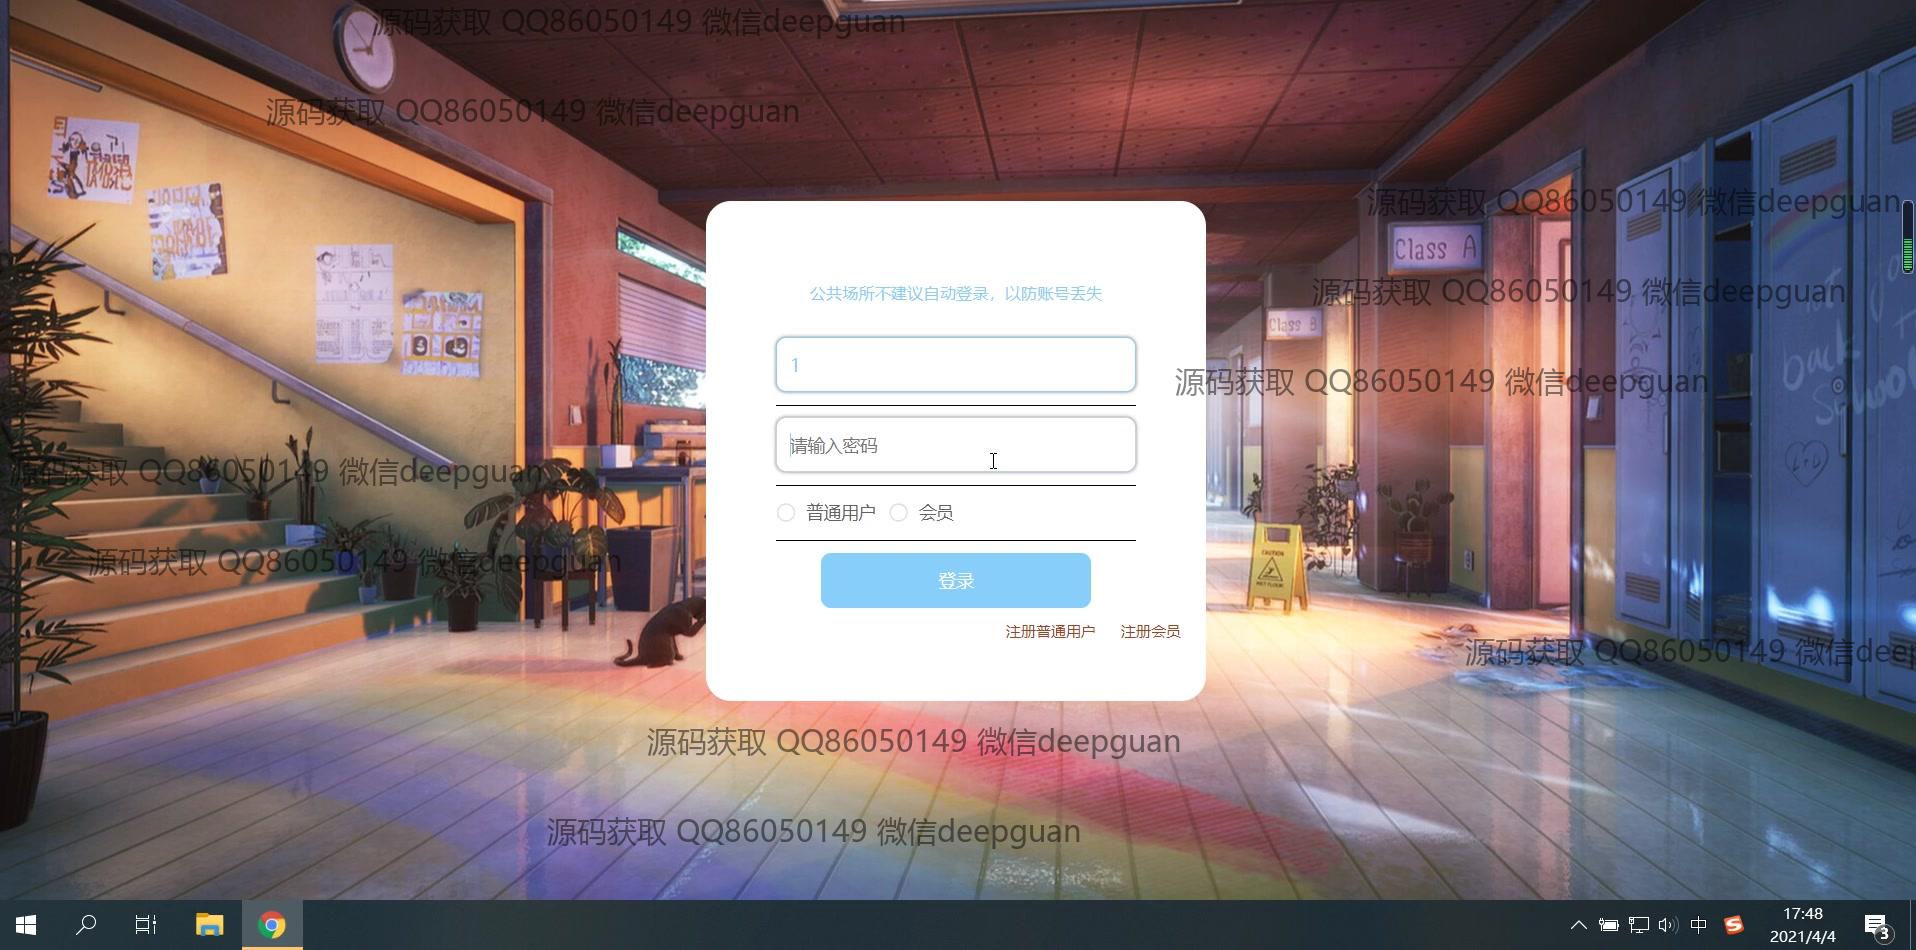 源码获取 QQ86050149 微信deepguan
源码获取 QQ86050149 微信deepguan
源码获取 QQ86050149 微信deepguan
Class A
源码获取 QQ86050149 微信deepguan
Class B
公共场所不建议自动登录，以防账号丢失
1
源码获取 QQ86050149 微信deepguan
back
请输入密码
源码获取 QQ86050149 微信deepguan
普通用户 会员
源码获取 QQ86050149 微信deepguan
CAUTION
登录
注册普通用户 注册会员
源码获取 QQ86050149 微信deep
源码获取 QQ86050149 微信deepguan
源码获取 QQ86050149 微信deepguan
中
17:48
2021/4/4
3